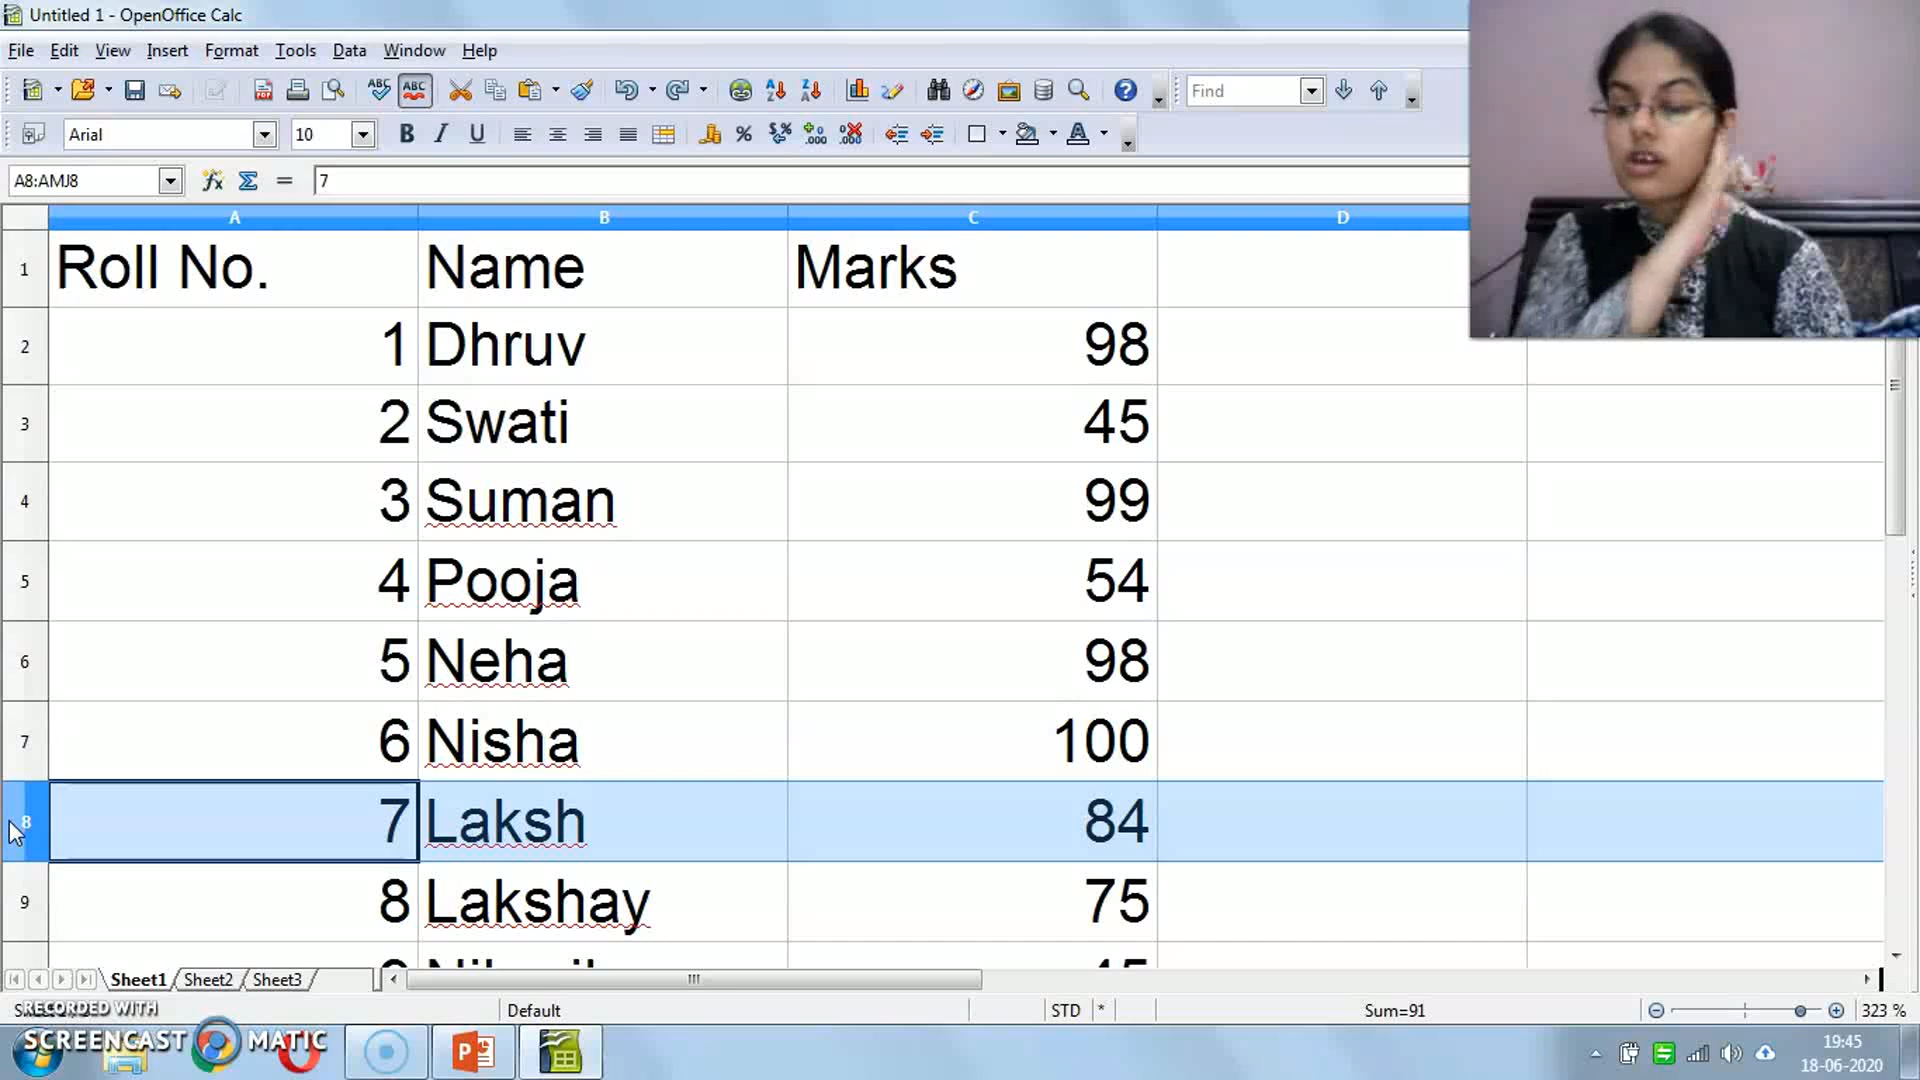 Untitled 1 - OpenOffice Calc
File Edit View Insert Format Tools Data Window Help
Find
Arial 10
A8:AMJ8 = 7
A B C D
1 Roll No. Name Marks
2 1 Dhruv 98
3 2 Swati 45
4 3 Suman 99
5 4 Pooja 54
6 5 Neha 98
7 6 Nisha 100
8 7 Laksh 84
9 8 Lakshay 75
Sheet1 Sheet2 Sheet3
Default STD * Sum=91 323 %
RECORDED WITH
SCREENCAST MATIC
19:45
18-06-2020